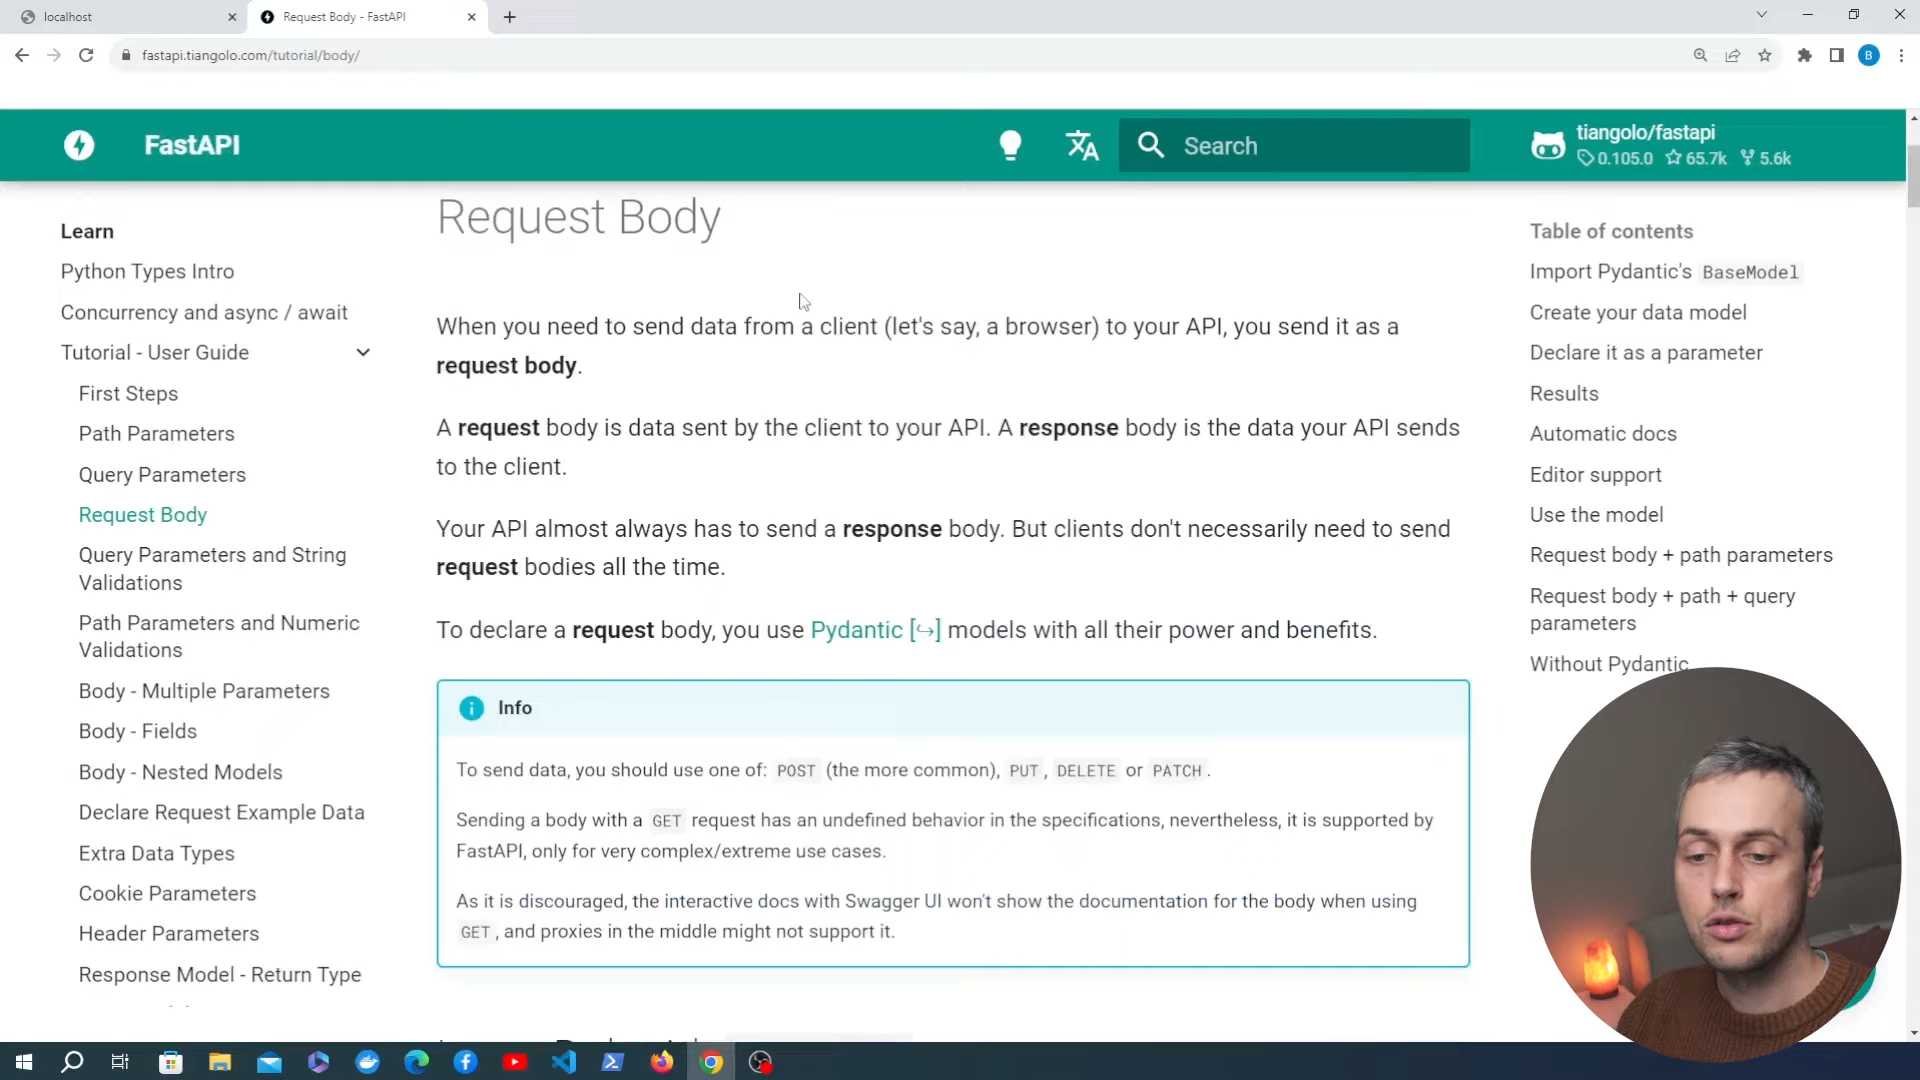 localhost
Request Body - FastAPI
fastapi.tiangolo.com/tutorial/body/
B
FastAPI
Search
tiangolo/fastapi
0.105.0 65.7k 5.6k
Learn
Python Types Intro
Concurrency and async / await
Tutorial - User Guide
First Steps
Path Parameters
Query Parameters
Request Body
Query Parameters and String
Validations
Path Parameters and Numeric
Validations
Body - Multiple Parameters
Body - Fields
Body - Nested Models
Declare Request Example Data
Extra Data Types
Cookie Parameters
Header Parameters
Response Model - Return Type
Request Body
When you need to send data from a client (let's say, a browser) to your API, you send it as a
request body.
A request body is data sent by the client to your API. A response body is the data your API sends
to the client.
Your API almost always has to send a response body. But clients don't necessarily need to send
request bodies all the time.
To declare a request body, you use Pydantic [↪] models with all their power and benefits.
Info
To send data, you should use one of: POST (the more common), PUT, DELETE or PATCH.
Sending a body with a GET request has an undefined behavior in the specifications, nevertheless, it is supported by
FastAPI, only for very complex/extreme use cases.
As it is discouraged, the interactive docs with Swagger UI won't show the documentation for the body when using
GET, and proxies in the middle might not support it.
Table of contents
Import Pydantic's BaseModel
Create your data model
Declare it as a parameter
Results
Automatic docs
Editor support
Use the model
Request body + path parameters
Request body + path + query
parameters
Without Pydantic